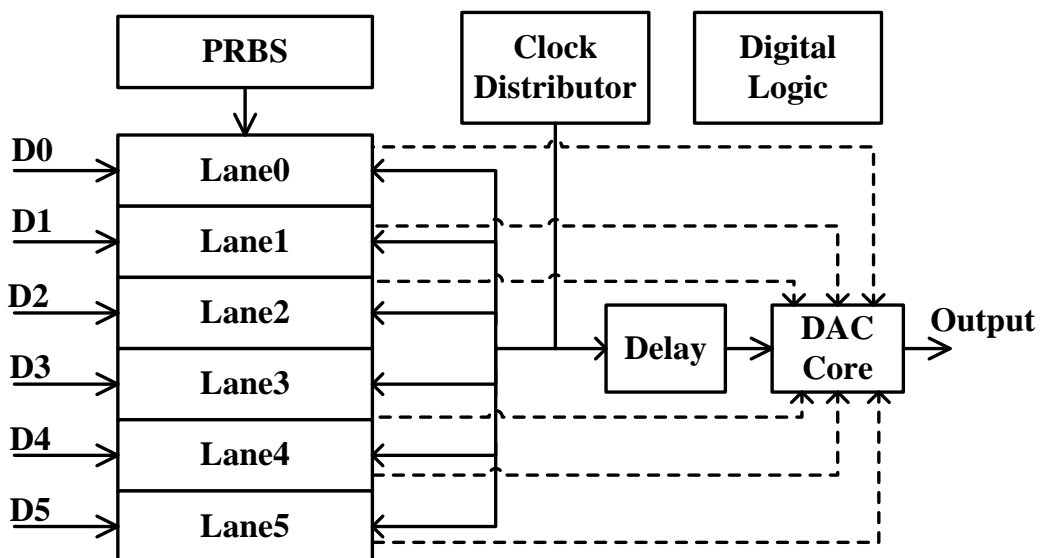 PRBS
Clock
Distributor
Digital
Logic
D0
Lane0
D1
Lane1
D2
Lane2
D3
Lane3
D4
Lane4
D5
Lane5
Delay
DAC
Core
Output